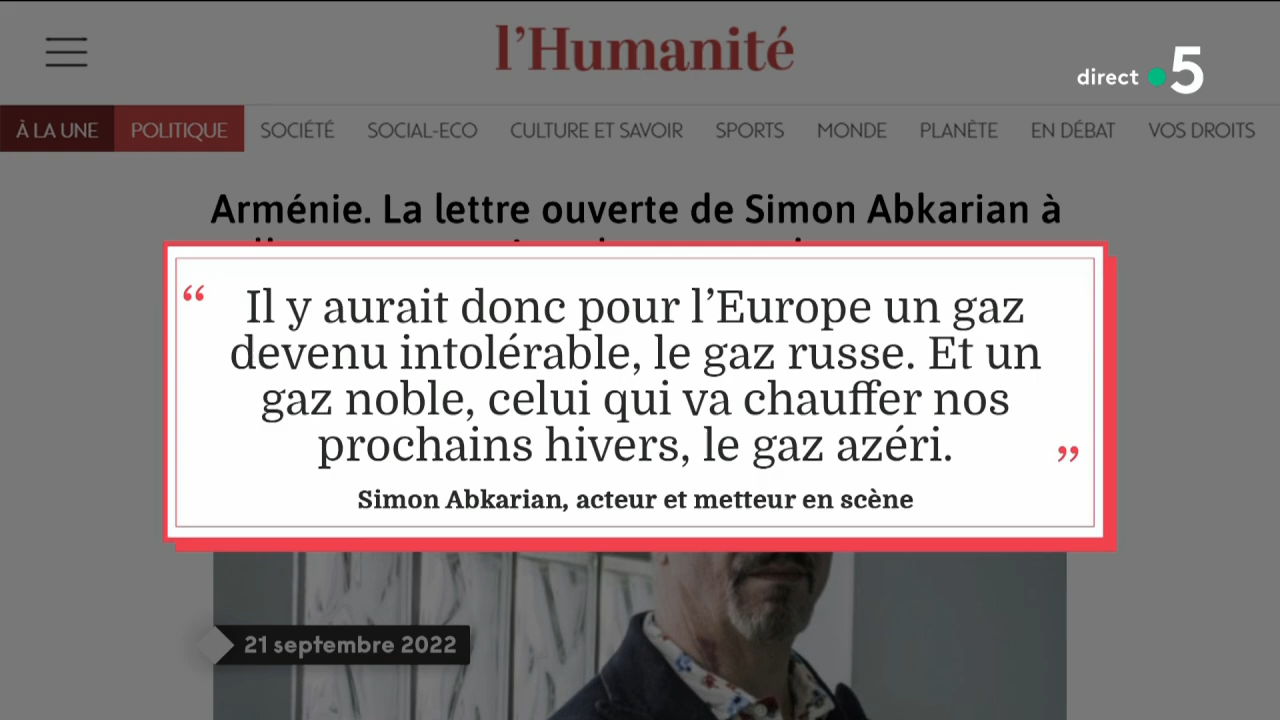 l'Humanité
direct 5
À LA UNE POLITIQUE SOCIÉTÉ SOCIAL-ECO CULTURE ET SAVOIR SPORTS MONDE PLANÈTE EN DÉBAT VOS DROITS
Arménie. La lettre ouverte de Simon Abkarian à
“ Il y aurait donc pour l’Europe un gaz
devenu intolérable, le gaz russe. Et un
gaz noble, celui qui va chauffer nos
prochains hivers, le gaz azéri. ”
Simon Abkarian, acteur et metteur en scène
21 septembre 2022